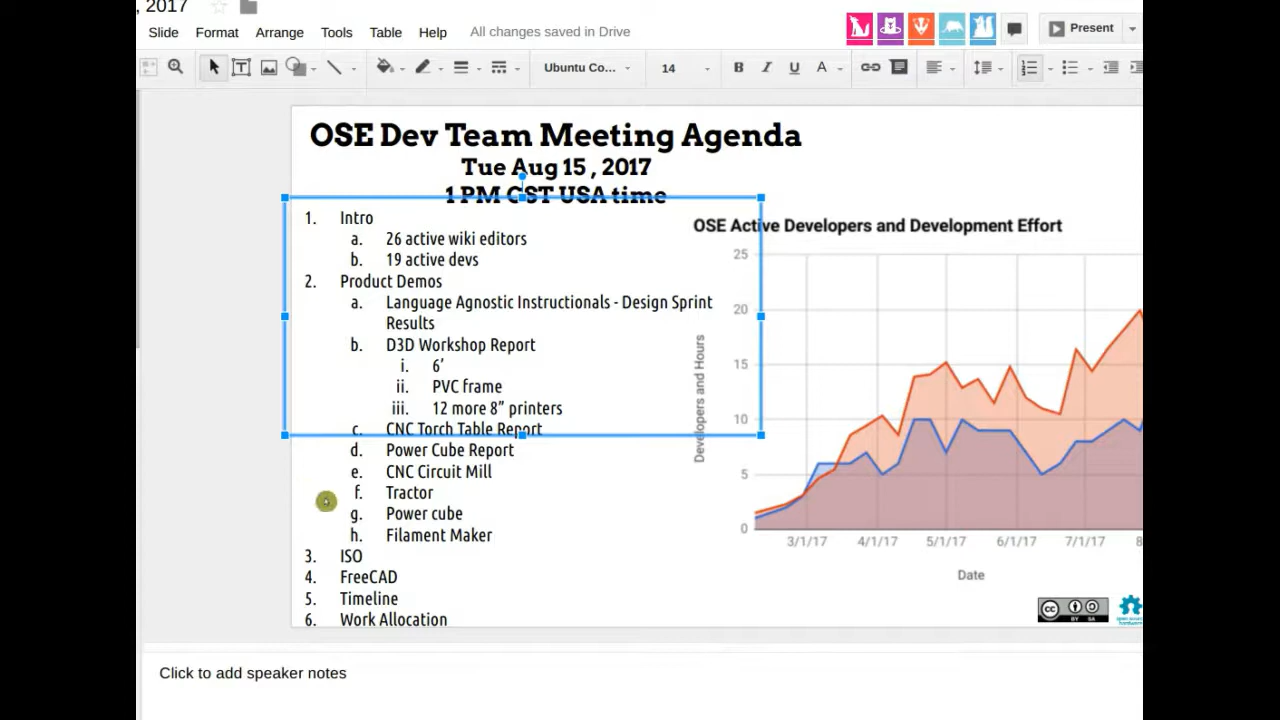 , 2017
Slide Format Arrange Tools Table Help All changes saved in Drive
Present
Ubuntu Co... 14 B I U A
OSE Dev Team Meeting Agenda
Tue Aug 15 , 2017
1 PM CST USA time
1. Intro
a. 26 active wiki editors
b. 19 active devs
2. Product Demos
a. Language Agnostic Instructionals - Design Sprint
Results
b. D3D Workshop Report
i. 6’
ii. PVC frame
iii. 12 more 8” printers
c. CNC Torch Table Report
d. Power Cube Report
e. CNC Circuit Mill
f. Tractor
g. Power cube
h. Filament Maker
3. ISO
4. FreeCAD
5. Timeline
6. Work Allocation
OSE Active Developers and Development Effort
Developers and Hours
25
20
15
10
5
0
3/1/17 4/1/17 5/1/17 6/1/17 7/1/17 8
Date
CC BY SA
Click to add speaker notes